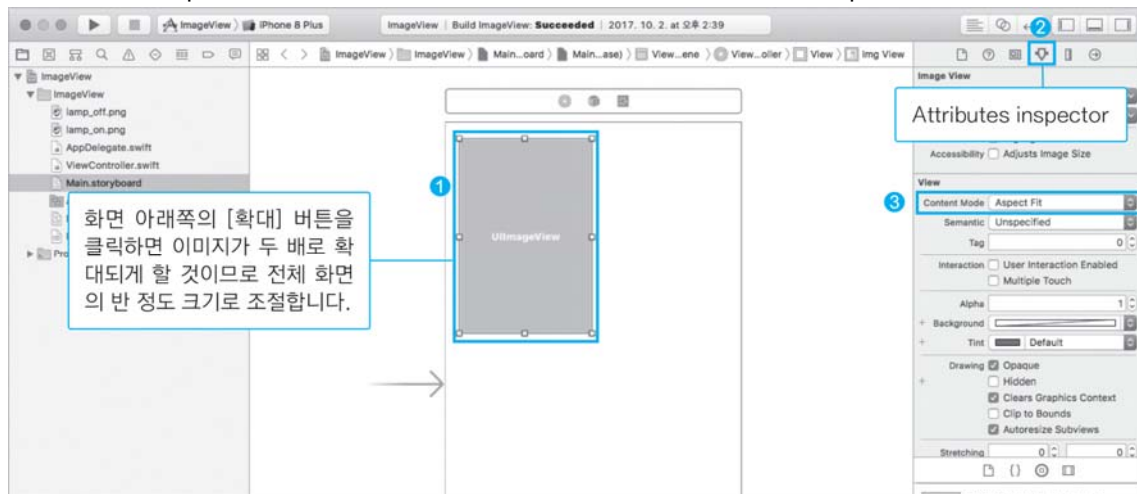 ImageView
iPhone 8 Plus
ImageView | Build ImageView: Succeeded | 2017. 10. 2. at 오후 2:39
2
ImageView
ImageView
Main...oard
Main...ase)
View...ene
View...oller
View
Img View
ImageView
ImageView
lamp_off.png
lamp_on.png
AppDelegate.swift
ViewController.swift
Main.storyboard
화면 아래쪽의 [확대] 버튼을
클릭하면 이미지가 두 배로 확
대되게 할 것이므로 전체 화면
의 반 정도 크기로 조절합니다.
1
UIImageView
Image View
Attributes inspector
Accessibility Adjusts Image Size
View
3
Content Mode Aspect Fit
Semantic Unspecified
Tag 0
Interaction User Interaction Enabled
Multiple Touch
Alpha 1
+ Background
+ Tint Default
Drawing Opaque
+ Hidden
Clears Graphics Context
Clip to Bounds
Autoresize Subviews
Stretching 0 0